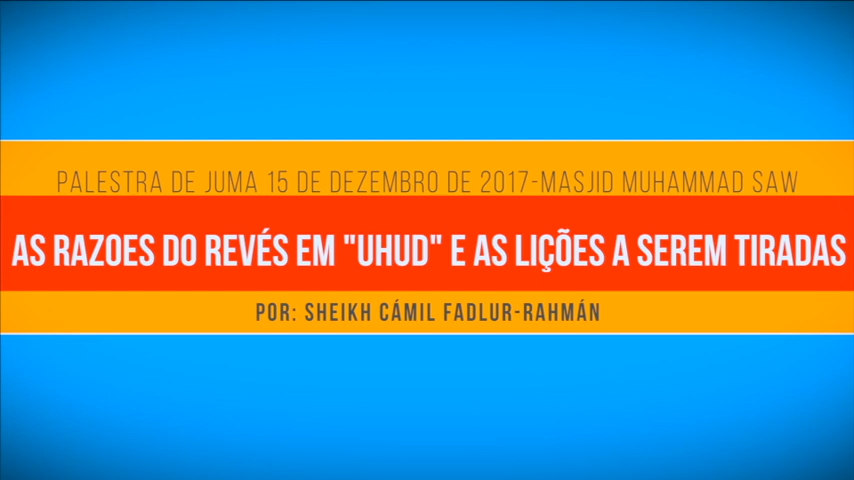 PALESTRA DE JUMA 15 DE DEZEMBRO DE 2017-MASJID MUHAMMAD SAW
AS RAZOES DO REVÉS EM "UHUD" E AS LIÇÕES A SEREM TIRADAS
POR: SHEIKH CÁMIL FADLUR-RAHMÁN